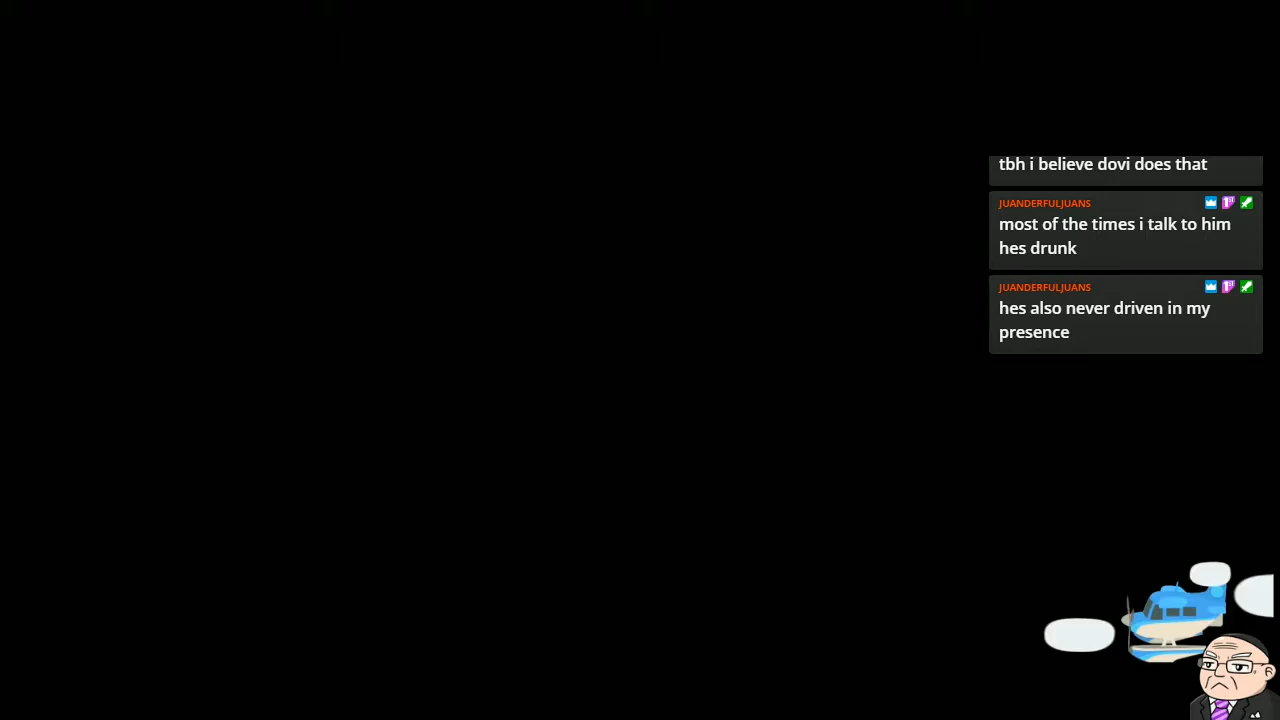 tbh i believe dovi does that
JUANDERFULJUANS
most of the times i talk to him
hes drunk
JUANDERFULJUANS
hes also never driven in my
presence